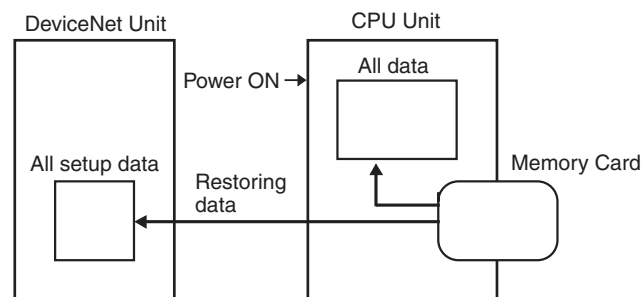 DeviceNet Unit
CPU Unit
Power ON
All data
Memory Card
All setup data
Restoring
data